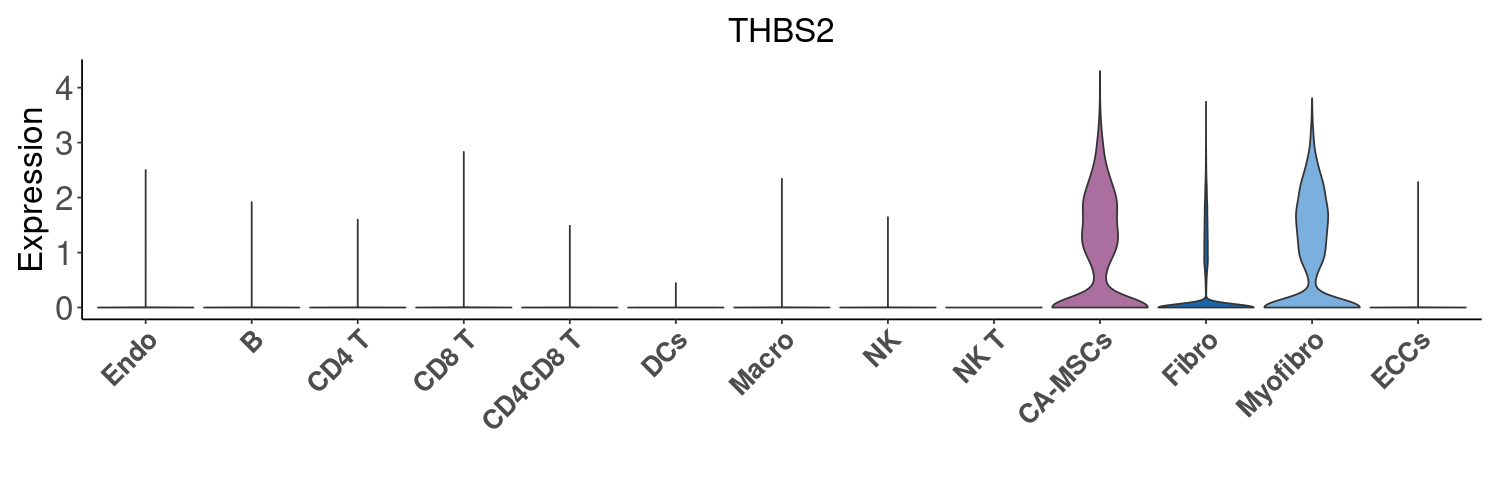 THBS2
Expression
4
3
2
1
0
Endo
B
CD4 T
CD8 T
CD4CD8 T
DCs
Macro
NK
NK T
CA-MSCs
Fibro
Myofibro
ECCs